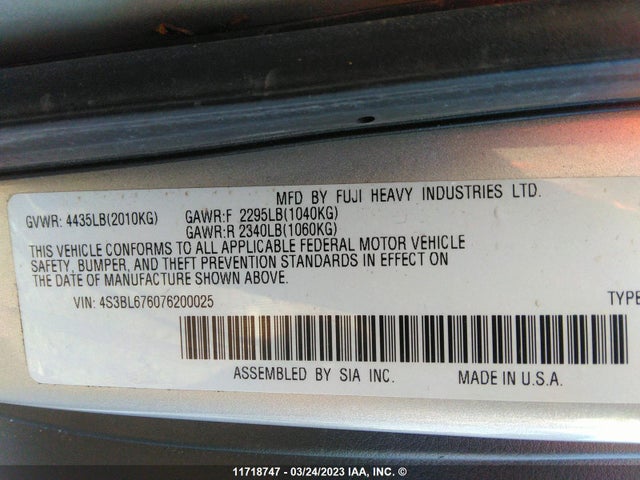 MFD BY FUJI HEAVY INDUSTRIES LTD.
GVWR: 4435LB(2010KG) GAWR:F 2295LB(1040KG)
GAWR:R 2340LB(1060KG)
THIS VEHICLE CONFORMS TO ALL APPLICABLE FEDERAL MOTOR VEHICLE
SAFETY, BUMPER, AND THEFT PREVENTION STANDARDS IN EFFECT ON
THE DATE OF MANUFACTURE SHOWN ABOVE.
VIN: 4S3BL676076200025 TYPE
ASSEMBLED BY SIA INC. MADE IN U.S.A.
11718747 - 03/24/2023 IAA, INC. ©